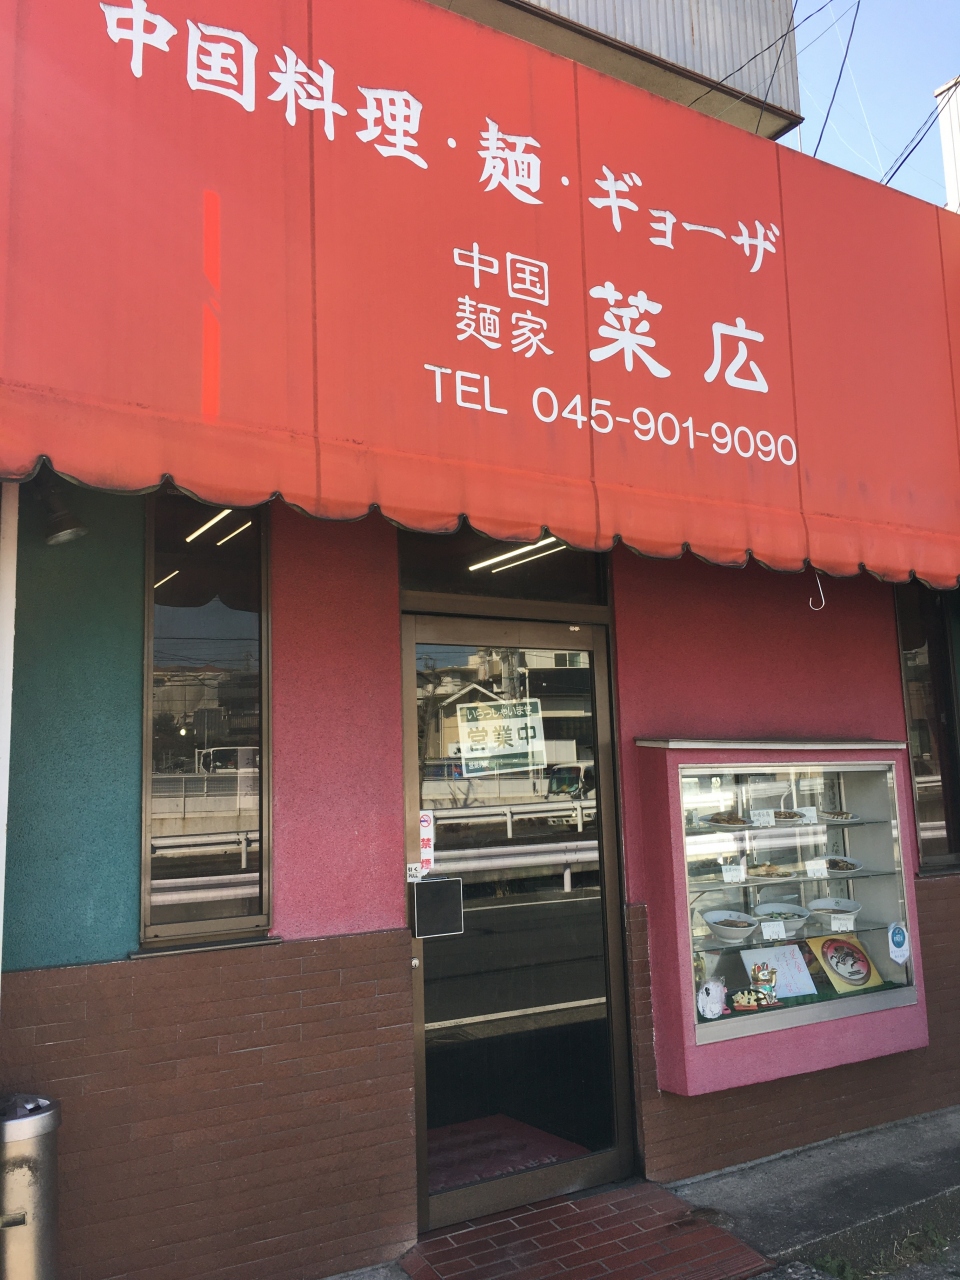 中国料理・麺・ギョーザ
中国
麺家
菜広
TEL 045-901-9090
いらっしゃいませ
営業中
禁煙